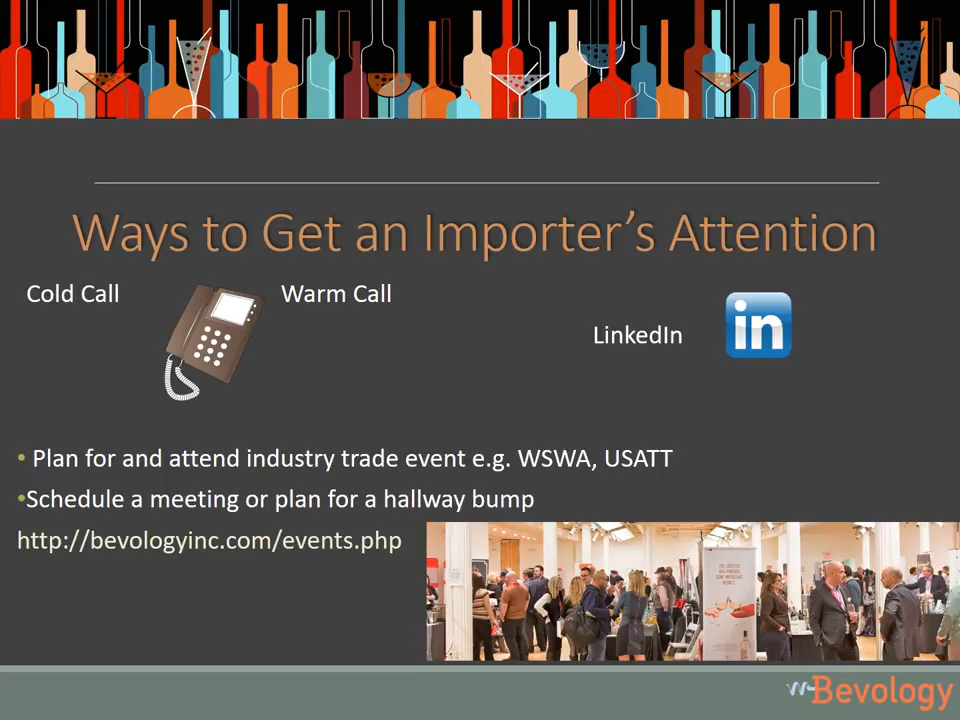 Ways to Get an Importer's Attention
Cold Call
Warm Call
LinkedIn
in
• Plan for and attend industry trade event e.g. WSWA, USATT
•Schedule a meeting or plan for a hallway bump
http://bevologyinc.com/events.php
Bevology